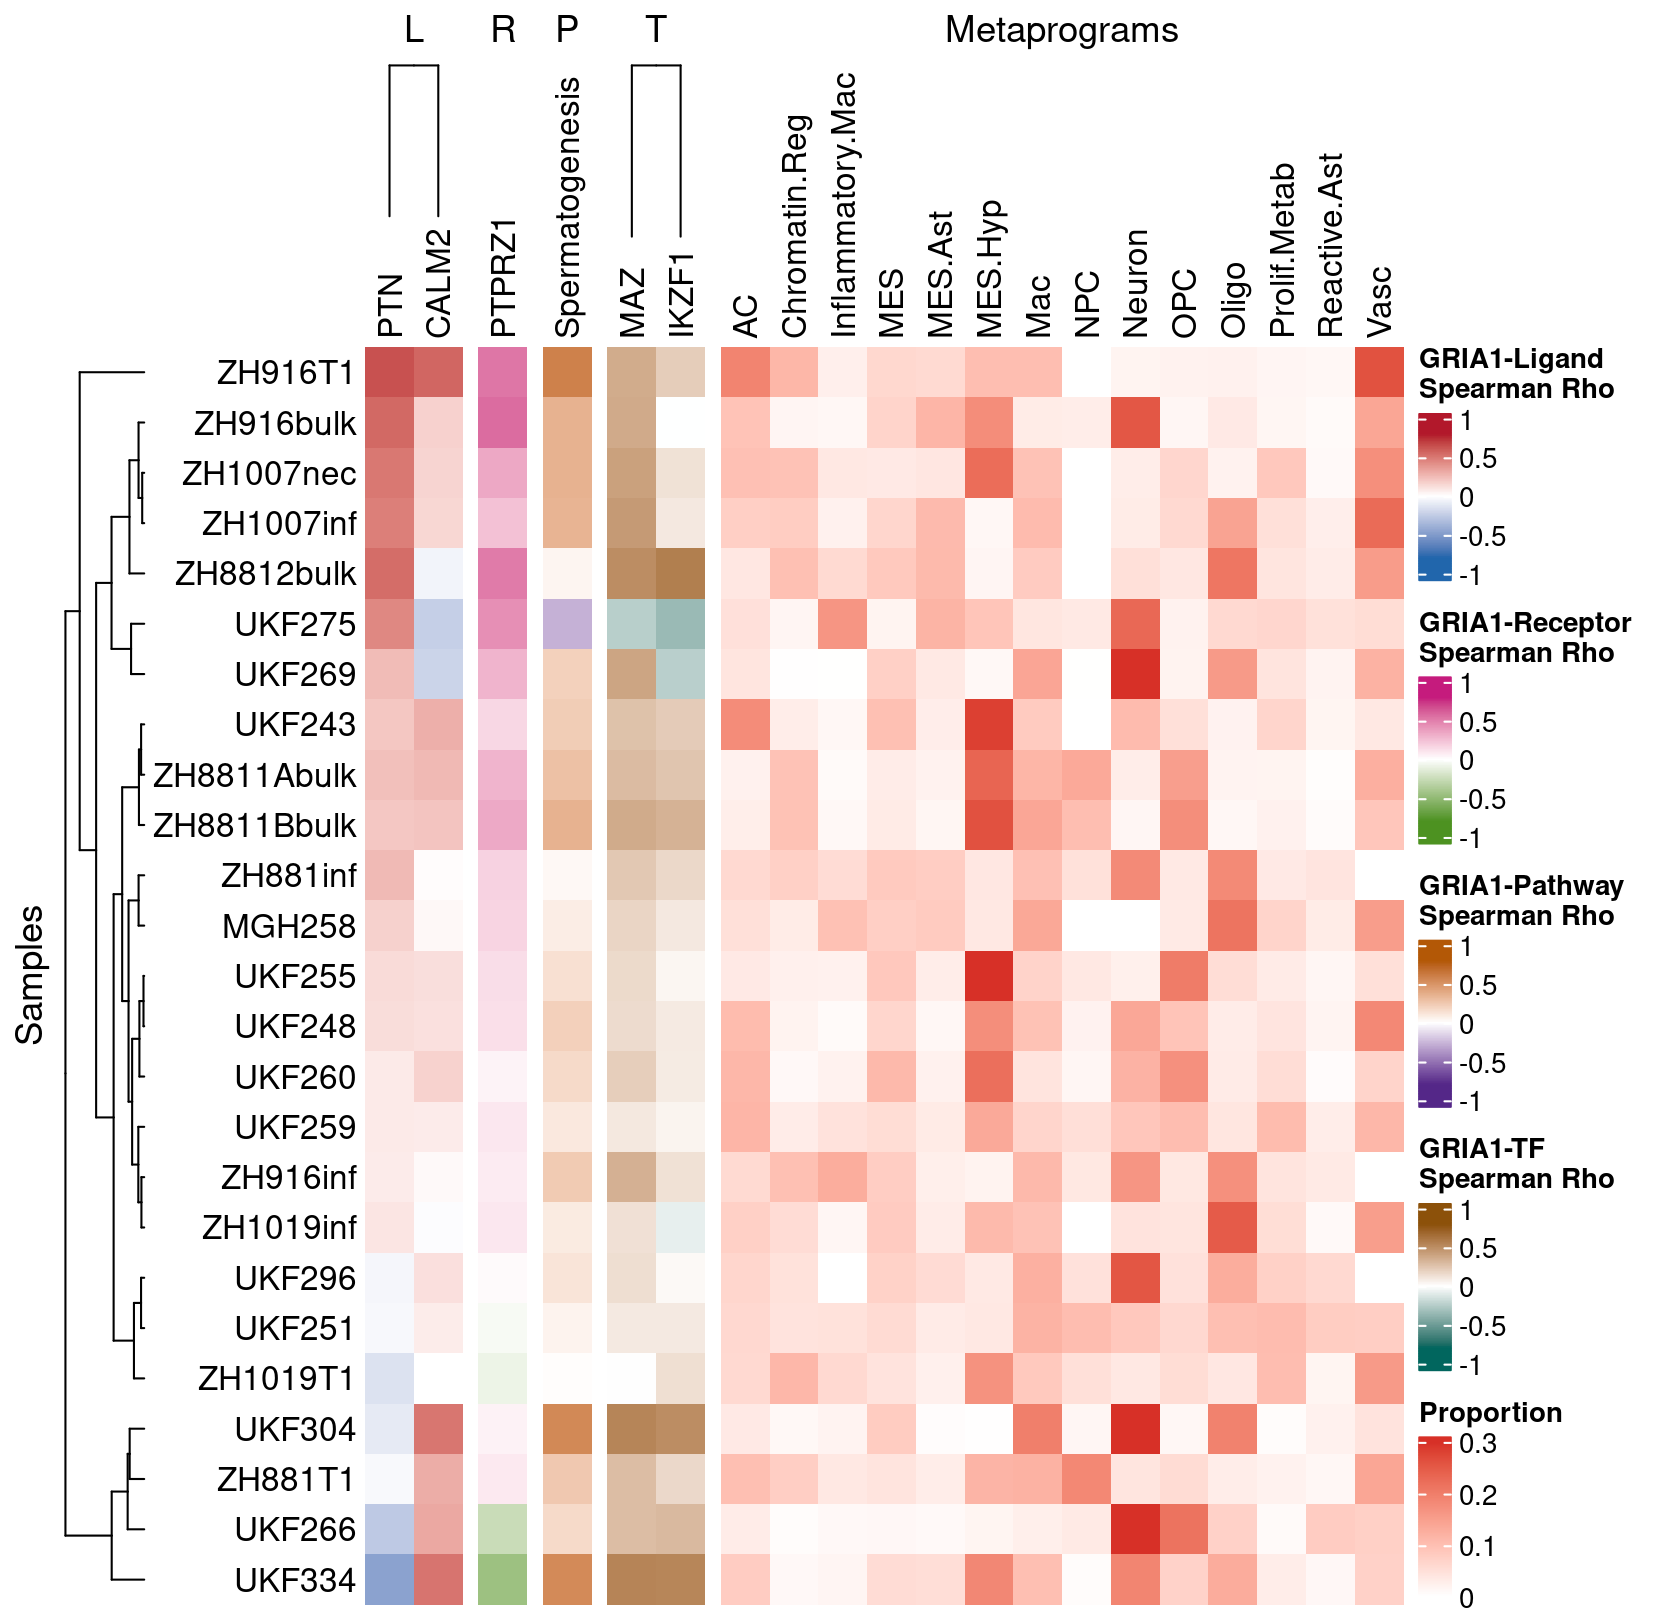 L R P T Metaprograms
PTN
CALM2
PTPRZ1
Spermatogenesis
MAZ
IKZF1
AC
Chromatin.Reg
Inflammatory.Mac
MES
MES.Ast
MES.Hyp
Mac
NPC
Neuron
OPC
Oligo
Prolif.Metab
Reactive.Ast
Vasc
Samples
ZH916T1
ZH916bulk
ZH1007nec
ZH1007inf
ZH8812bulk
UKF275
UKF269
UKF243
ZH8811Abulk
ZH8811Bbulk
ZH881inf
MGH258
UKF255
UKF248
UKF260
UKF259
ZH916inf
ZH1019inf
UKF296
UKF251
ZH1019T1
UKF304
ZH881T1
UKF266
UKF334
GRIA1-Ligand
Spearman Rho
1
0.5
0
-0.5
-1
GRIA1-Receptor
Spearman Rho
1
0.5
0
-0.5
-1
GRIA1-Pathway
Spearman Rho
1
0.5
0
-0.5
-1
GRIA1-TF
Spearman Rho
1
0.5
0
-0.5
-1
Proportion
0.3
0.2
0.1
0